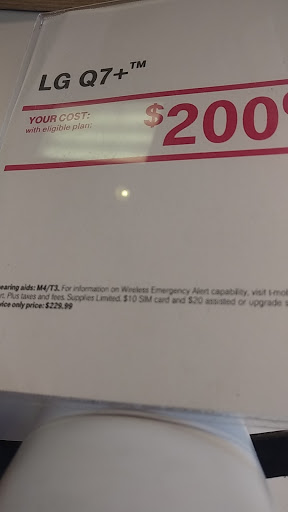 LG Q7+™
YOUR COST:
with eligible plan:
$200
earing aids: M4/T3. For information on Wireless Emergency Alert capability, visit t-mob
Plus taxes and fees. Supplies Limited. $10 SIM card and $20 assisted or upgrade s
vice only price: $229.99